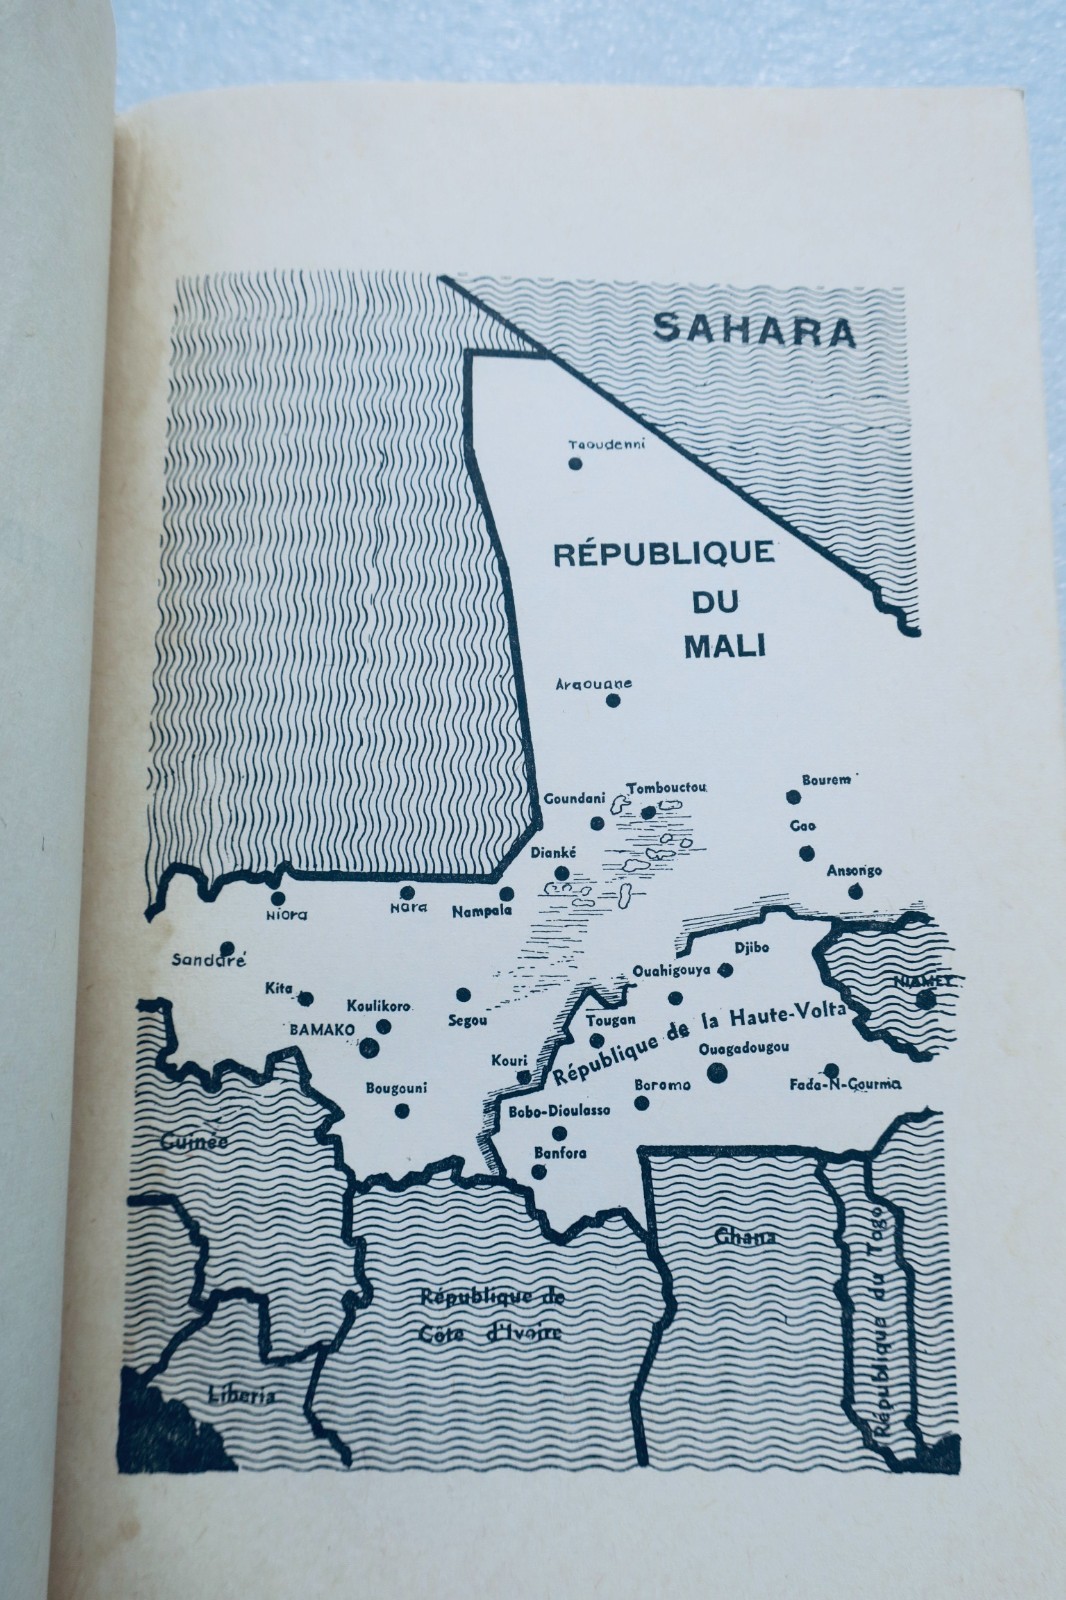 SAHARA
Taoudenni
RÉPUBLIQUE
DU
MALI
Araouane
Goundani
Tombouctou
Bourem
Gao
Dianké
Ansongo
Niora
Nara
Nampala
Sandaré
Djibo
Ouahigouya
NIAMEY
Kita
Koulikoro
Segou
BAMAKO
Tougan
République de la Haute-Volta
Ouagadougou
Kouri
Bougouni
Boromo
Fada-N-Gourma
Bobo-Dioulasso
Banfora
Guinée
Ghana
République du Togo
République de
Côte d'Ivoire
Liberia